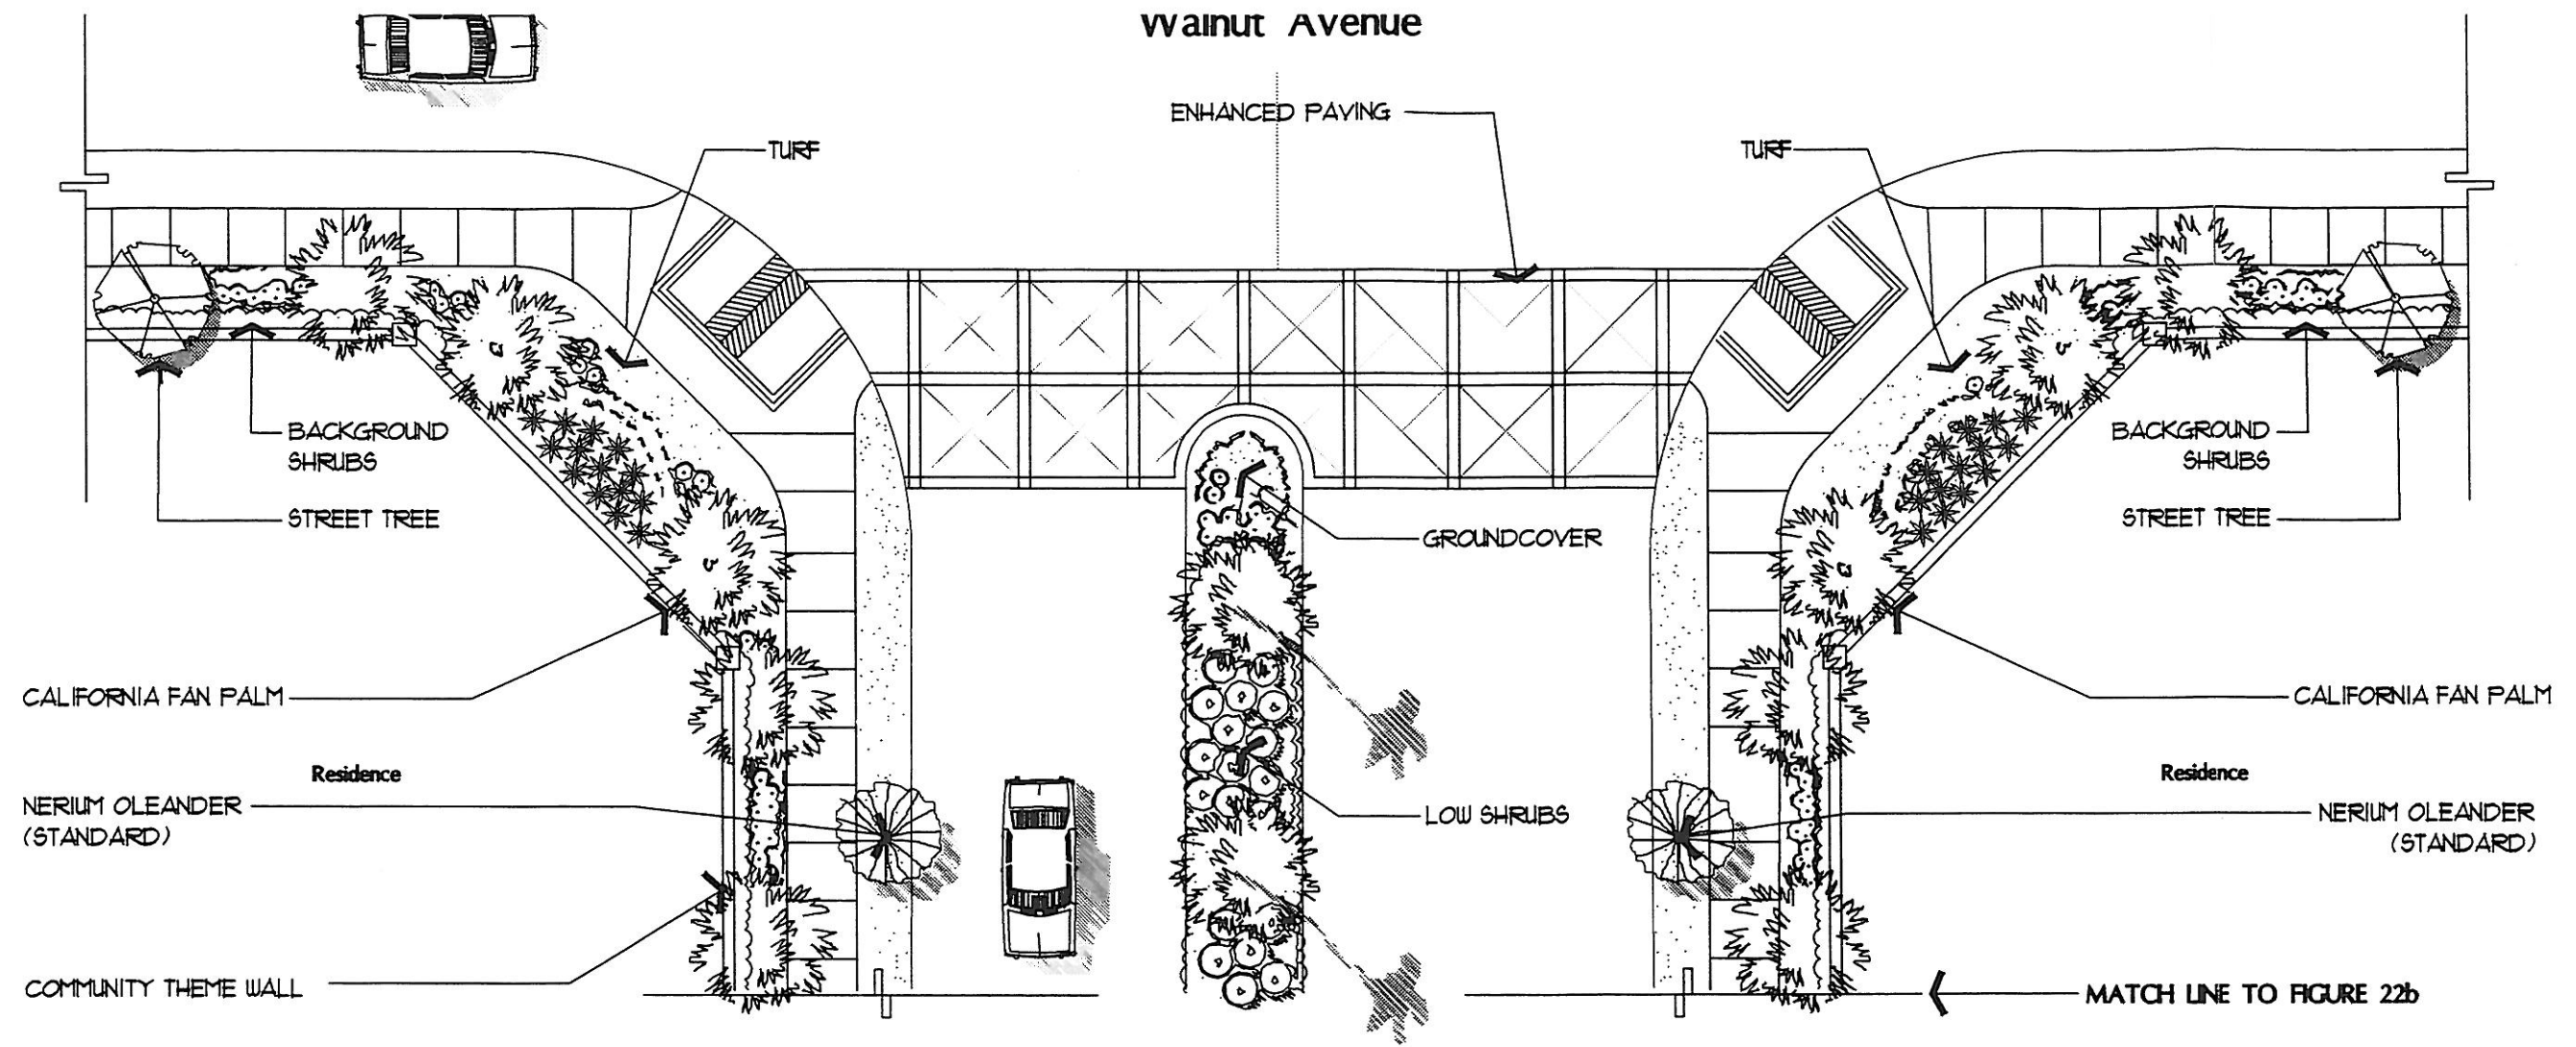 Walnut Avenue
ENHANCED PAVING
TURF
TURF
BACKGROUND
SHRUBS
BACKGROUND
SHRUBS
STREET TREE
STREET TREE
GROUNDCOVER
CALIFORNIA FAN PALM
CALIFORNIA FAN PALM
Residence
Residence
NERIUM OLEANDER
(STANDARD)
LOW SHRUBS
NERIUM OLEANDER
(STANDARD)
COMMUNITY THEME WALL
MATCH LINE TO FIGURE 22b